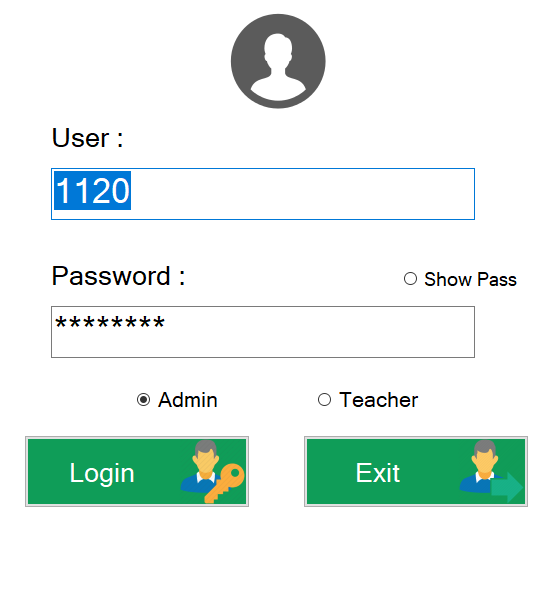 User :
1120
Password :
Show Pass
********
Admin
Teacher
Login
Exit